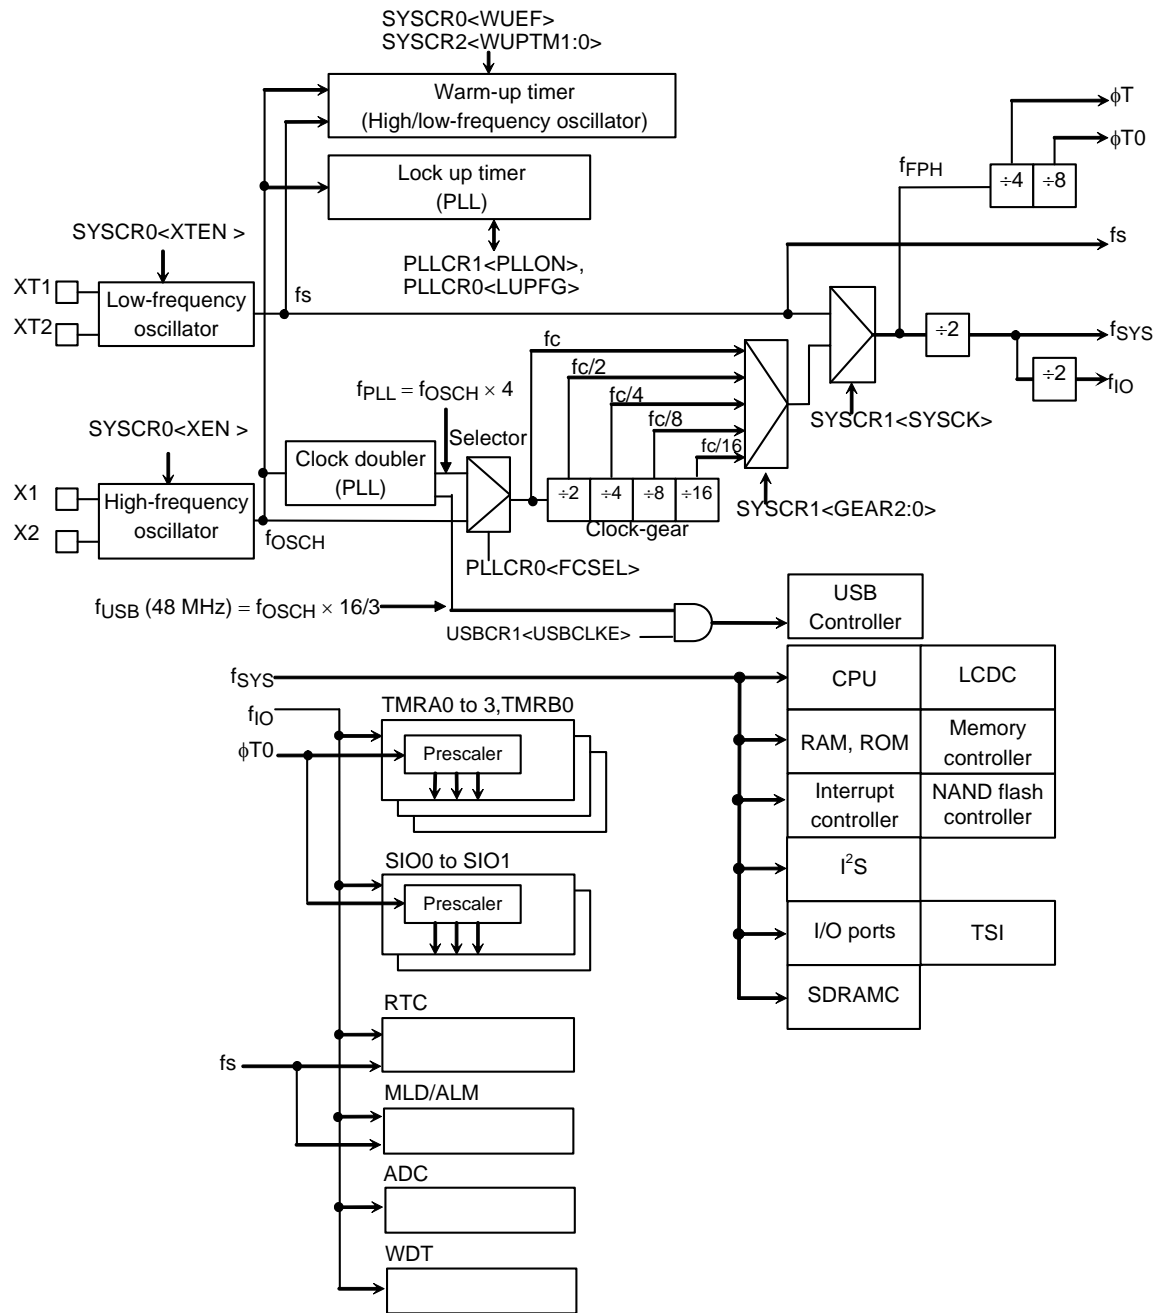 SYSCR0<WUEF>
SYSCR2<WUPTM1:0>
Warm-up timer
(High/low-frequency oscillator)
ϕT
ϕT0
fFPH
÷4
÷8
Lock up timer
(PLL)
SYSCR0<XTEN >
PLLCR1<PLLON>,
PLLCR0<LUPFG>
fs
XT1
XT2
Low-frequency
oscillator
fs
÷2
fSYS
÷2
fIO
fc
fc/2
fc/4
fc/8
fc/16
fPLL = fOSCH × 4
SYSCR1<SYSCK>
SYSCR0<XEN >
Selector
Clock doubler
(PLL)
X1
X2
High-frequency
oscillator
fOSCH
÷2
÷4
÷8
÷16
Clock-gear
SYSCR1<GEAR2:0>
PLLCR0<FCSEL>
fUSB (48 MHz) = fOSCH × 16/3
USBCR1<USBCLKE>
USB
Controller
fSYS
CPU
LCDC
fIO
ϕT0
TMRA0 to 3,TMRB0
Prescaler
RAM, ROM
Memory
controller
Interrupt
controller
NAND flash
controller
SIO0 to SIO1
Prescaler
I²S
I/O ports
TSI
SDRAMC
RTC
fs
MLD/ALM
ADC
WDT